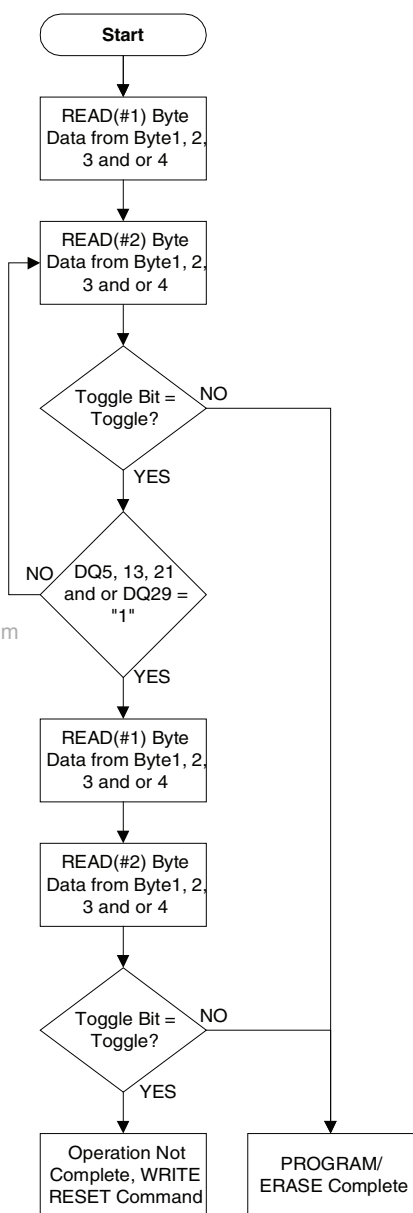 Start
READ(#1) Byte
Data from Byte1, 2,
3 and or 4
READ(#2) Byte
Data from Byte1, 2,
3 and or 4
Toggle Bit =
Toggle?
NO
YES
NO
DQ5, 13, 21
and or DQ29 =
"1"
m
YES
READ(#1) Byte
Data from Byte1, 2,
3 and or 4
READ(#2) Byte
Data from Byte1, 2,
3 and or 4
Toggle Bit =
Toggle?
NO
YES
Operation Not
Complete, WRITE
RESET Command
PROGRAM/
ERASE Complete